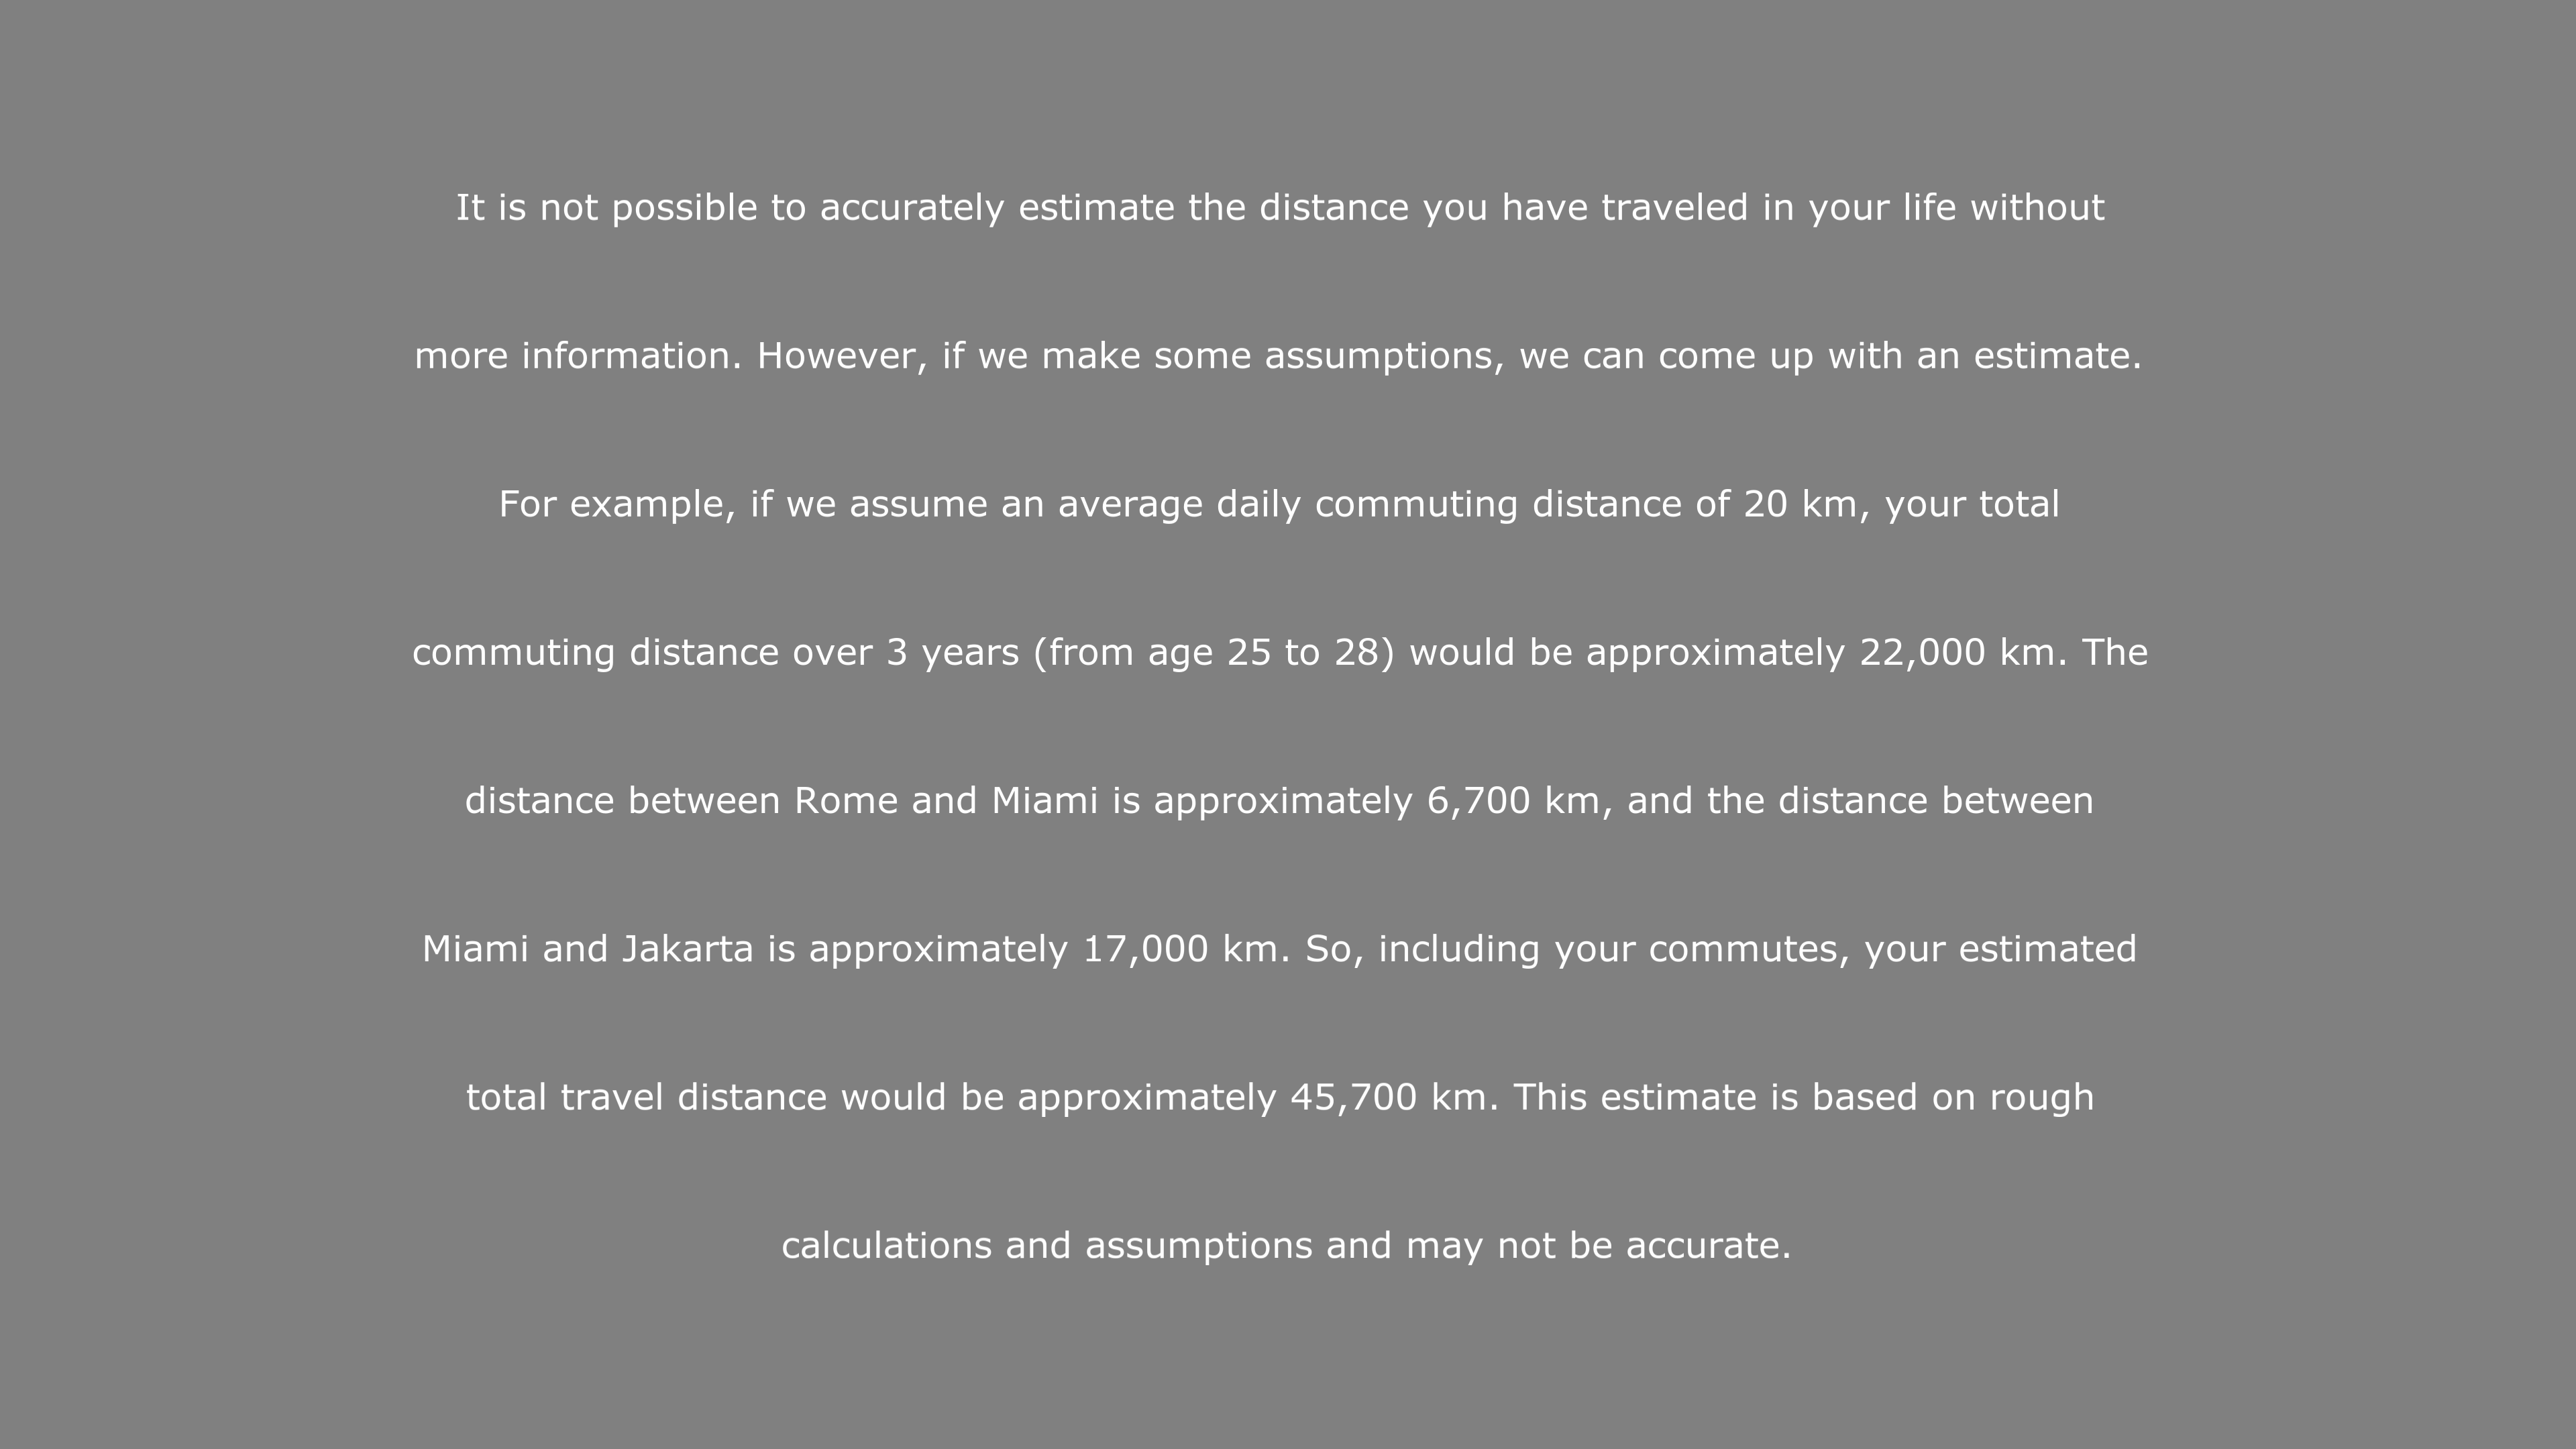 It is not possible to accurately estimate the distance you have traveled in your life without
more information. However, if we make some assumptions, we can come up with an estimate.
For example, if we assume an average daily commuting distance of 20 km, your total
commuting distance over 3 years (from age 25 to 28) would be approximately 22,000 km. The
distance between Rome and Miami is approximately 6,700 km, and the distance between
Miami and Jakarta is approximately 17,000 km. So, including your commutes, your estimated
total travel distance would be approximately 45,700 km. This estimate is based on rough
calculations and assumptions and may not be accurate.